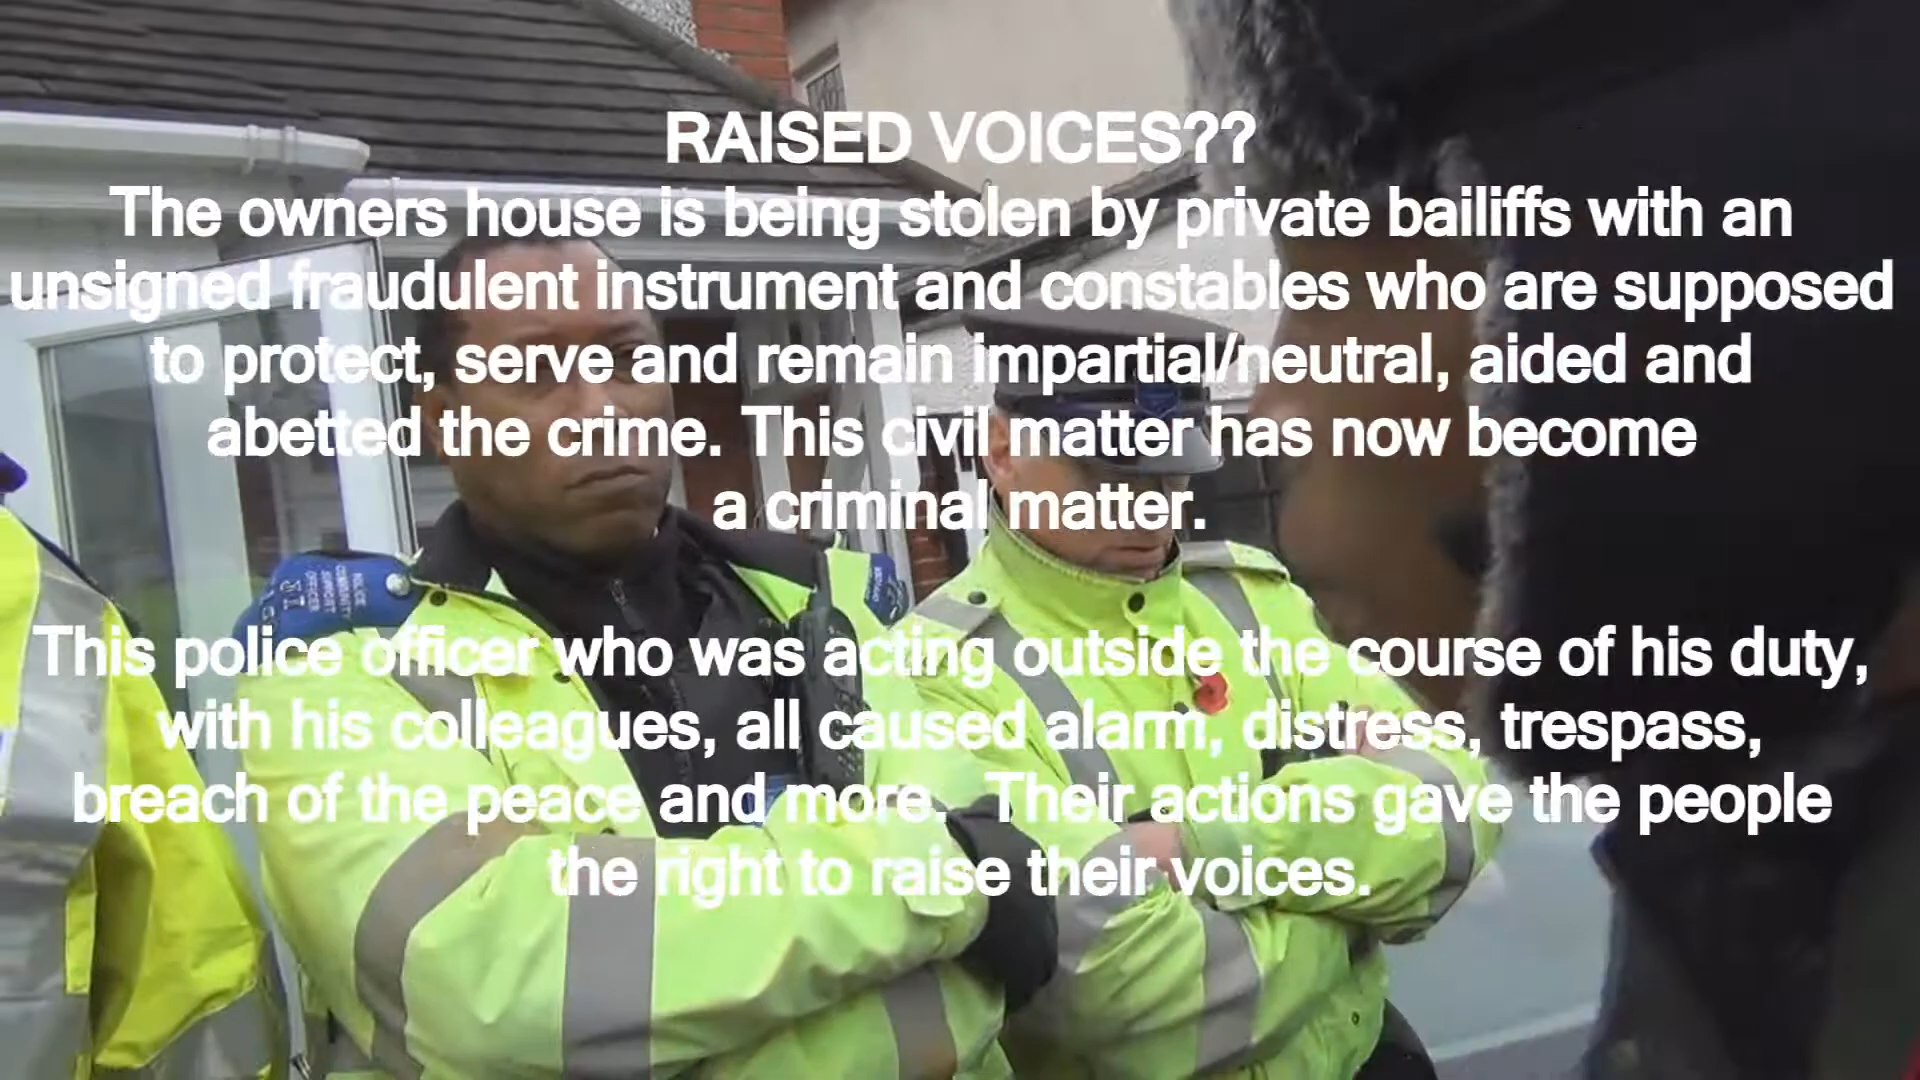 RAISED VOICES??
The owners house is being stolen by private bailiffs with an
unsigned fraudulent instrument and constables who are supposed
to protect, serve and remain impartial/neutral, aided and
abetted the crime. This civil matter has now become
a criminal matter.
POLICE
COMMUNITY
SUPPORT
OFFICER
This police officer who was acting outside the course of his duty,
with his colleagues, all caused alarm, distress, trespass,
breach of the peace and more. Their actions gave the people
the right to raise their voices.